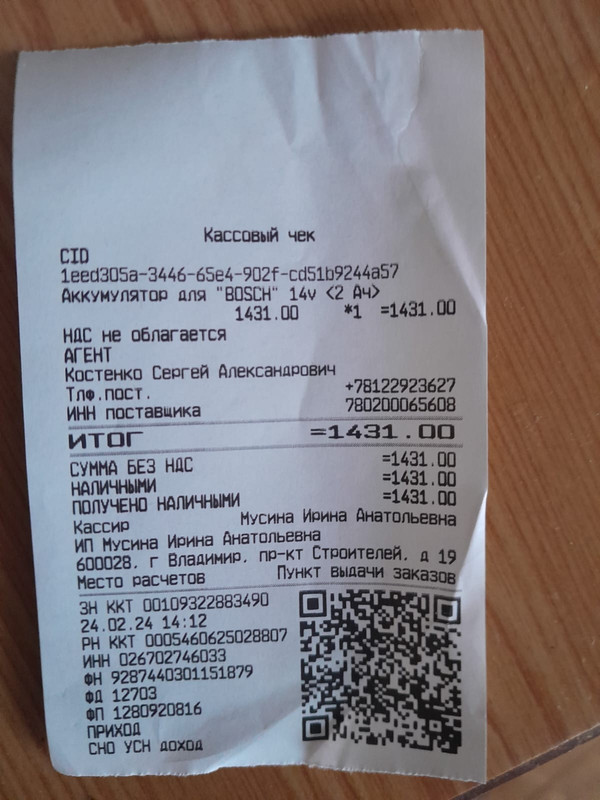 Кассовый чек
CID
1eed305a-3446-65e4-902f-cd51b9244a57
Аккумулятор для "BOSCH" 14v <2 Ач>
1431.00 *1 =1431.00
НДС не облагается
АГЕНТ
Костенко Сергей Александрович
Тлф.пост. +78122923627
ИНН поставщика 780200065608
ИТОГ =1431.00
СУММА БЕЗ НДС =1431.00
НАЛИЧНЫМИ =1431.00
ПОЛУЧЕНО НАЛИЧНЫМИ =1431.00
Кассир Мусина Ирина Анатольевна
ИП Мусина Ирина Анатольевна
600028, г Владимир, пр-кт Строителей, д 19
Место расчетов Пункт выдачи заказов
ЗН ККТ 00109322883490
24.02.24 14:12
РН ККТ 0005460625028807
ИНН 026702746033
ФН 9287440301151879
ФД 12703
ФП 1280920816
ПРИХОД
СНО УСН доход